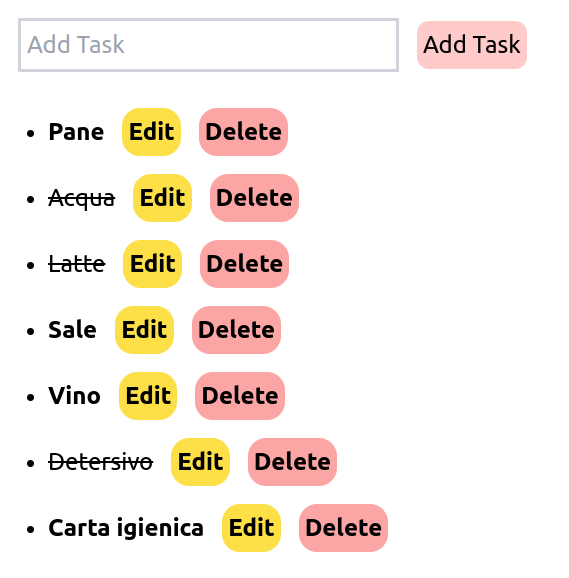 Add Task Add Task
Pane Edit Delete
Acqua Edit Delete
Latte Edit Delete
Sale Edit Delete
Vino Edit Delete
Detersivo Edit Delete
Carta igienica Edit Delete